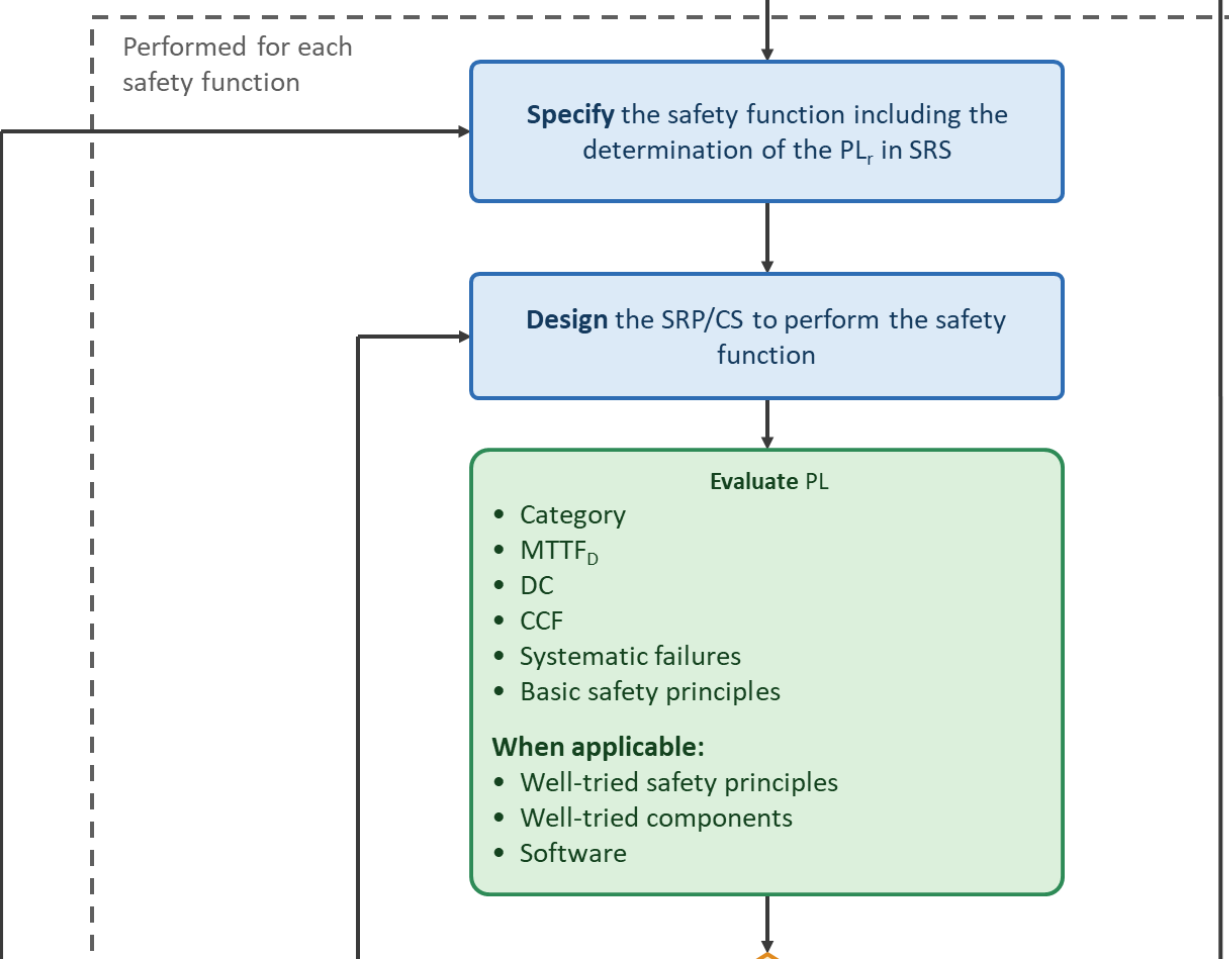 Performed for each
safety function
Specify the safety function including the
determination of the PLr in SRS
Design the SRP/CS to perform the safety
function
Evaluate PL
• Category
• MTTFD
• DC
• CCF
• Systematic failures
• Basic safety principles
When applicable:
• Well-tried safety principles
• Well-tried components
• Software